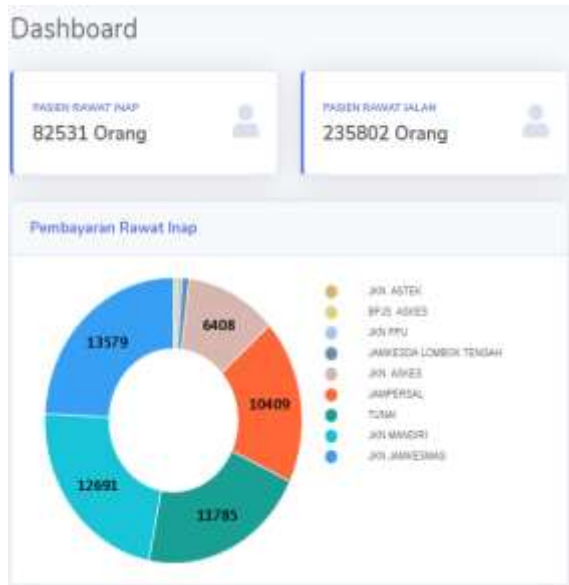 Dashboard
PASIEN RAWAT INAP
82531 Orang
PASIEN RAWAT JALAN
235802 Orang
Pembayaran Rawat Inap
13579
6408
10409
12691
11785
JKN ASTEK
BPJS ASKES
JKN PPU
JAMKESDA LOMBOK TENGAH
JKN ASKES
JAMPERSAL
TUNAI
JKN MANDIRI
JKN JAMKESMAS